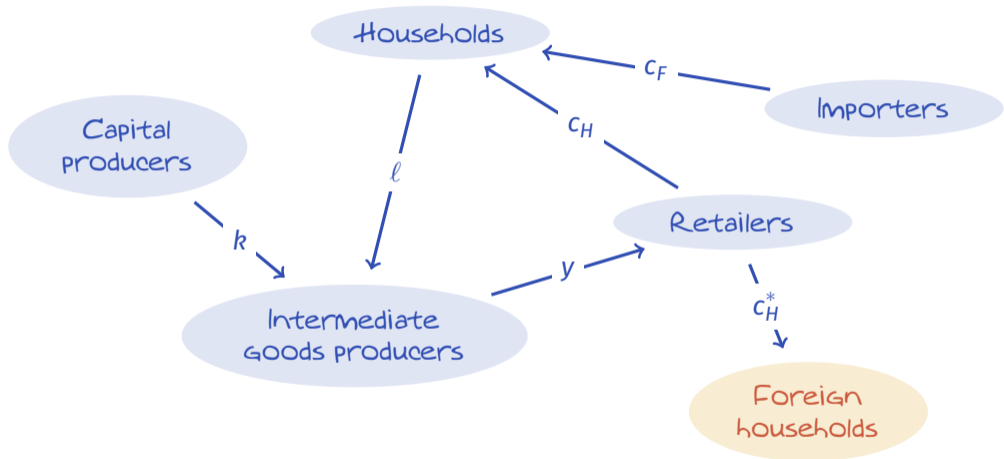 Households
c_F
Importers
Capital
producers
c_H
ℓ
Retailers
k
y
c_H^*
Intermediate
Goods producers
Foreign
households